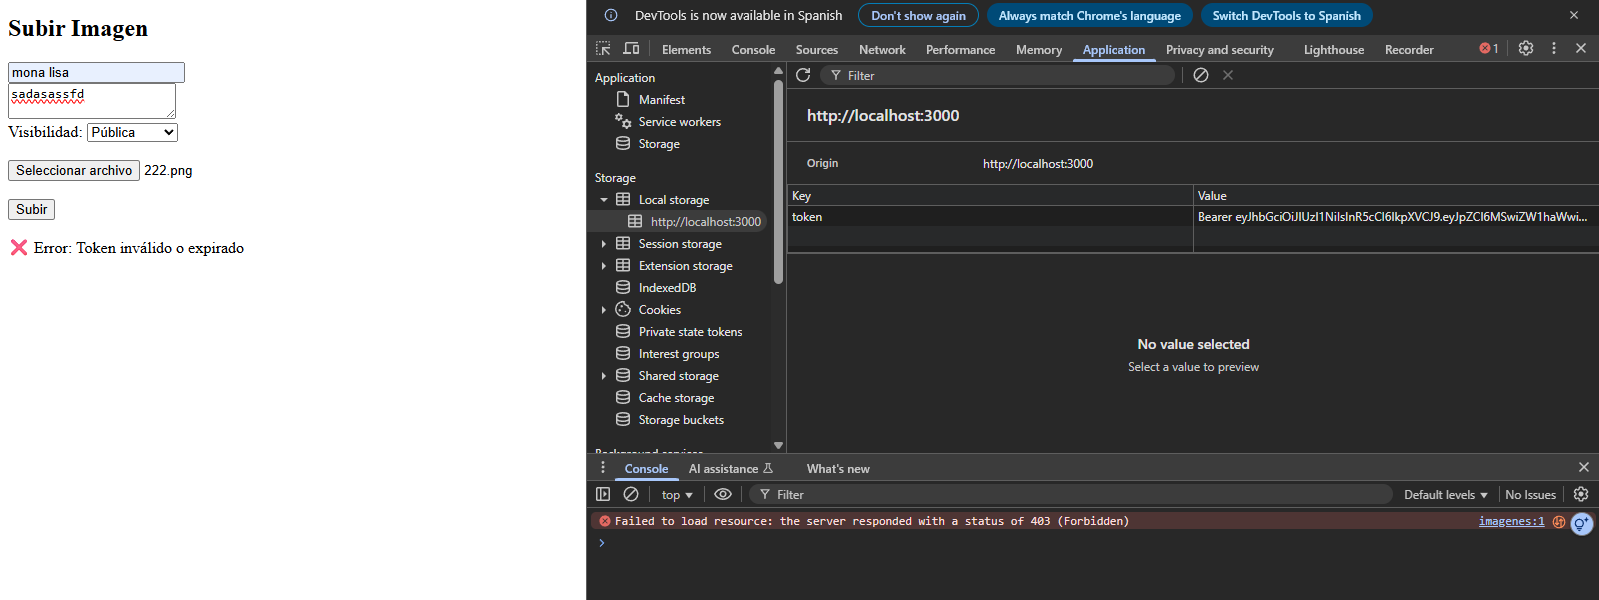 Subir Imagen
mona lisa
sadasassfd
Visibilidad: Pública
Seleccionar archivo 222.png
Subir
❌ Error: Token inválido o expirado
DevTools is now available in Spanish Don't show again Always match Chrome's language Switch DevTools to Spanish
Elements Console Sources Network Performance Memory Application Privacy and security Lighthouse Recorder 1
Application
Manifest
Service workers
Storage
Storage
Local storage
http://localhost:3000
Session storage
Extension storage
IndexedDB
Cookies
Private state tokens
Interest groups
Shared storage
Cache storage
Storage buckets
Background services
Filter
http://localhost:3000
Origin http://localhost:3000
Key Value
token Bearer eyJhbGciOiJIUzI1NiIsInR5cCI6IkpXVCJ9.eyJpZCI6MSwiZW1haWwi...
No value selected
Select a value to preview
Console AI assistance What's new
top Filter Default levels No Issues
Failed to load resource: the server responded with a status of 403 (Forbidden) imagenes:1